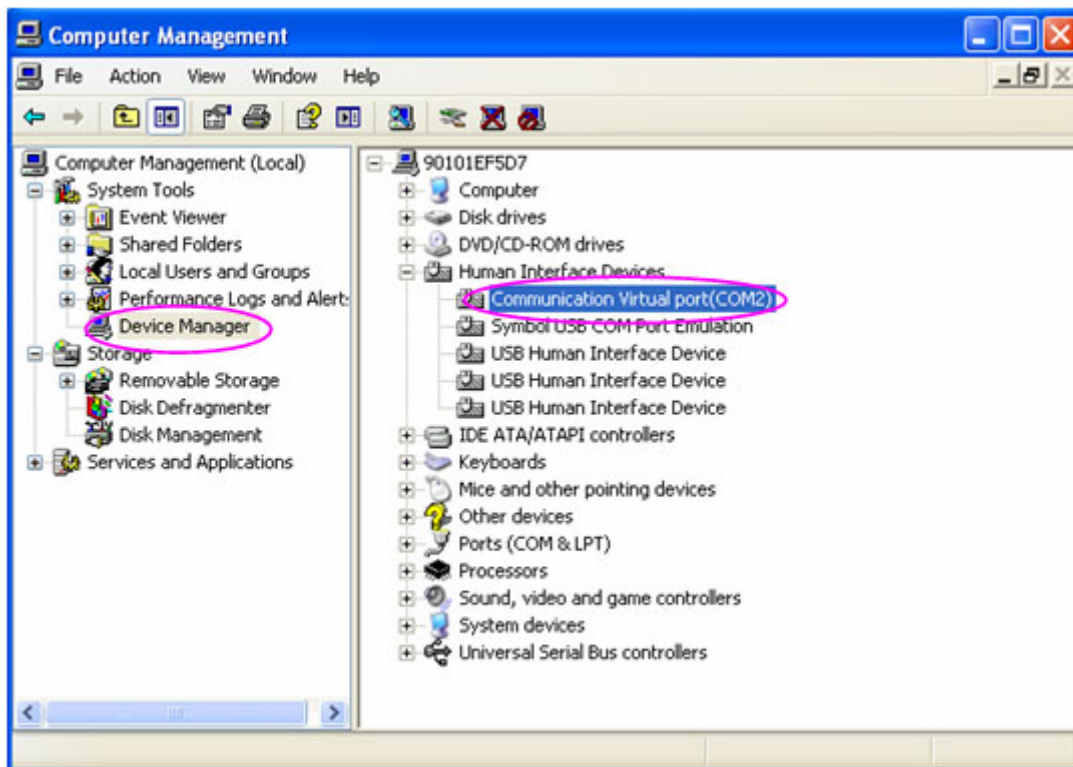 Computer Management
File Action View Window Help
Computer Management (Local)
System Tools
Event Viewer
Shared Folders
Local Users and Groups
Performance Logs and Alert
Device Manager
Storage
Removable Storage
Disk Defragmenter
Disk Management
Services and Applications
90101EF5D7
Computer
Disk drives
DVD/CD-ROM drives
Human Interface Devices
Communication Virtual port(COM2)
Symbol USB COM Port Emulation
USB Human Interface Device
USB Human Interface Device
USB Human Interface Device
IDE ATA/ATAPI controllers
Keyboards
Mice and other pointing devices
Other devices
Ports (COM & LPT)
Processors
Sound, video and game controllers
System devices
Universal Serial Bus controllers